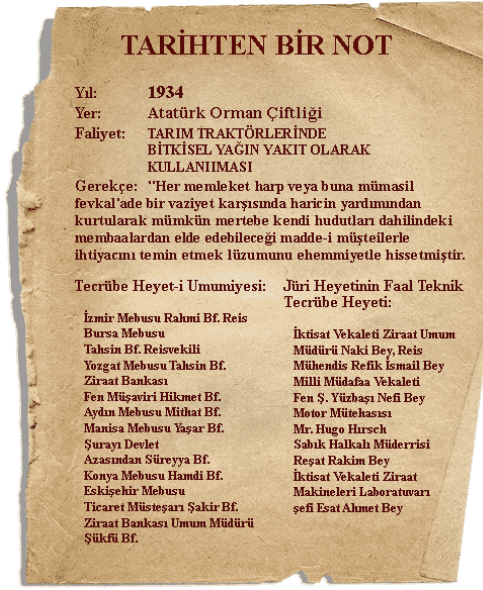 TARİHTEN BİR NOT
Yıl: 1934
Yer: Atatürk Orman Çiftliği
Faliyet: TARIM TRAKTÖRLERİNDE
BİTKİSEL YAĞIN YAKIT OLARAK
KULLANIIMASI
Gerekçe: "Her memleket harp veya buna mümasil
fevkal'ade bir vaziyet karşısında haricin yardımından
kurtularak mümkün mertebe kendi hudutları dahilindeki
membaalardan elde edebileceği madde-i müşteilerle
ihtiyacını temin etmek lüzumunu ehemmiyetle hissetmiştir.
Tecrübe Heyet-i Umumiyesi:
İzmir Mebusu Rahmi Bf. Reis
Bursa Mebusu
Tahsin Bf. Reisvekili
Yozgat Mebusu Tahsin Bf.
Ziraat Bankası
Fen Müşaviri Hikmet Bf.
Aydın Mebusu Mithat Bf.
Manisa Mebusu Yaşar Bf.
Şurayı Devlet
Azasından Süreyya Bf.
Konya Mebusu Hamdi Bf.
Eskişehir Mebusu
Ticaret Müsteşarı Şakir Bf.
Ziraat Bankası Umum Müdürü
Şükfü Bf.
Jüri Heyetinin Faal Teknik
Tecrübe Heyeti:
İktisat Vekaleti Ziraat Umum
Müdürü Naki Bey, Reis
Mühendis Refik İsmail Bey
Milli Müdafaa Vekaleti
Fen Ş. Yüzbaşı Nefi Bey
Motor Mütehasısı
Mr. Hugo Hırsch
Sabık Halkalı Müderrisi
Reşat Rakim Bey
İktisat Vekaleti Ziraat
Makineleri Laboratuvarı
şefi Esat Ahmet Bey